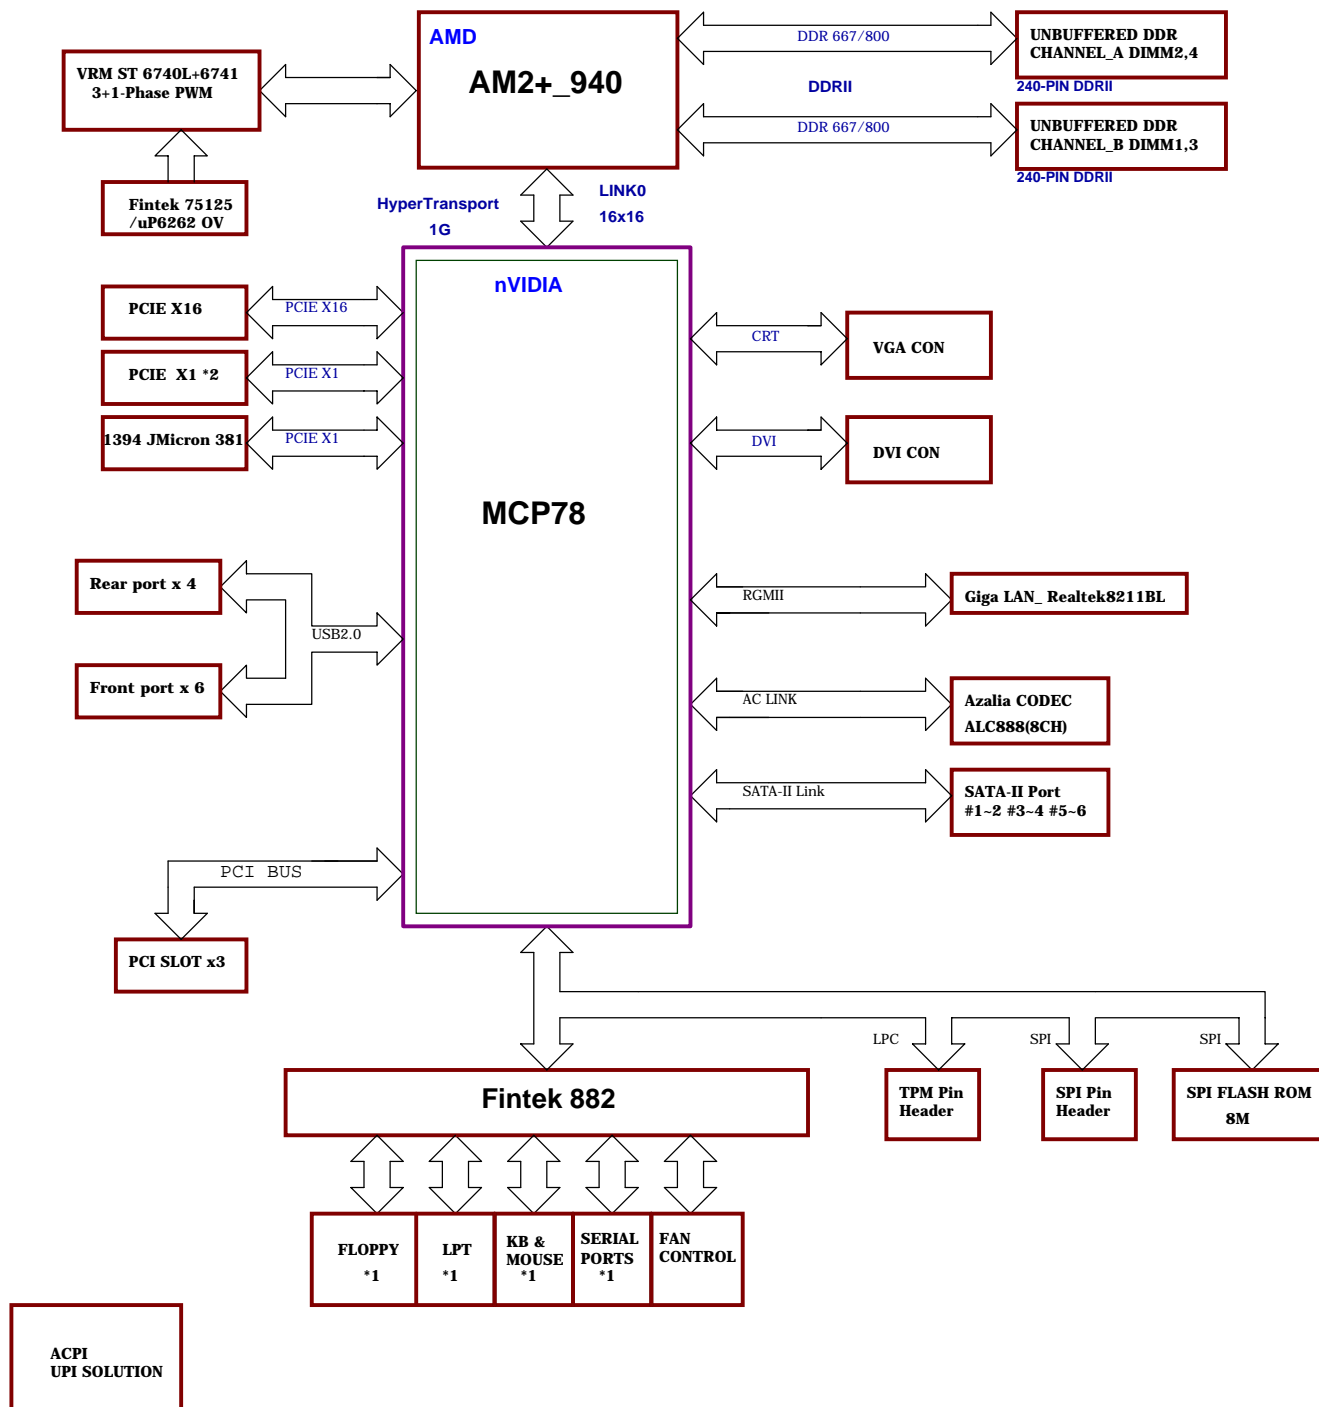 AMD
AM2+_940
VRM ST 6740L+6741
3+1-Phase PWM
Fintek 75125
/uP6262 OV
DDR 667/800
DDRII
DDR 667/800
UNBUFFERED DDR
CHANNEL_A DIMM2,4
240-PIN DDRII
UNBUFFERED DDR
CHANNEL_B DIMM1,3
240-PIN DDRII
HyperTransport
1G
LINK0
16x16
nVIDIA
MCP78
PCIE X16
PCIE X16
PCIE X1 *2
PCIE X1
1394 JMicron 381
PCIE X1
CRT
VGA CON
DVI
DVI CON
Rear port x 4
USB2.0
Front port x 6
RGMII
Giga LAN_ Realtek8211BL
AC LINK
Azalia CODEC
ALC888(8CH)
SATA-II Link
SATA-II Port
#1~2 #3~4 #5~6
PCI BUS
PCI SLOT x3
LPC
SPI
SPI
Fintek 882
TPM Pin
Header
SPI Pin
Header
SPI FLASH ROM
8M
FLOPPY
*1
LPT
*1
KB &
MOUSE
*1
SERIAL
PORTS
*1
FAN
CONTROL
ACPI
UPI SOLUTION